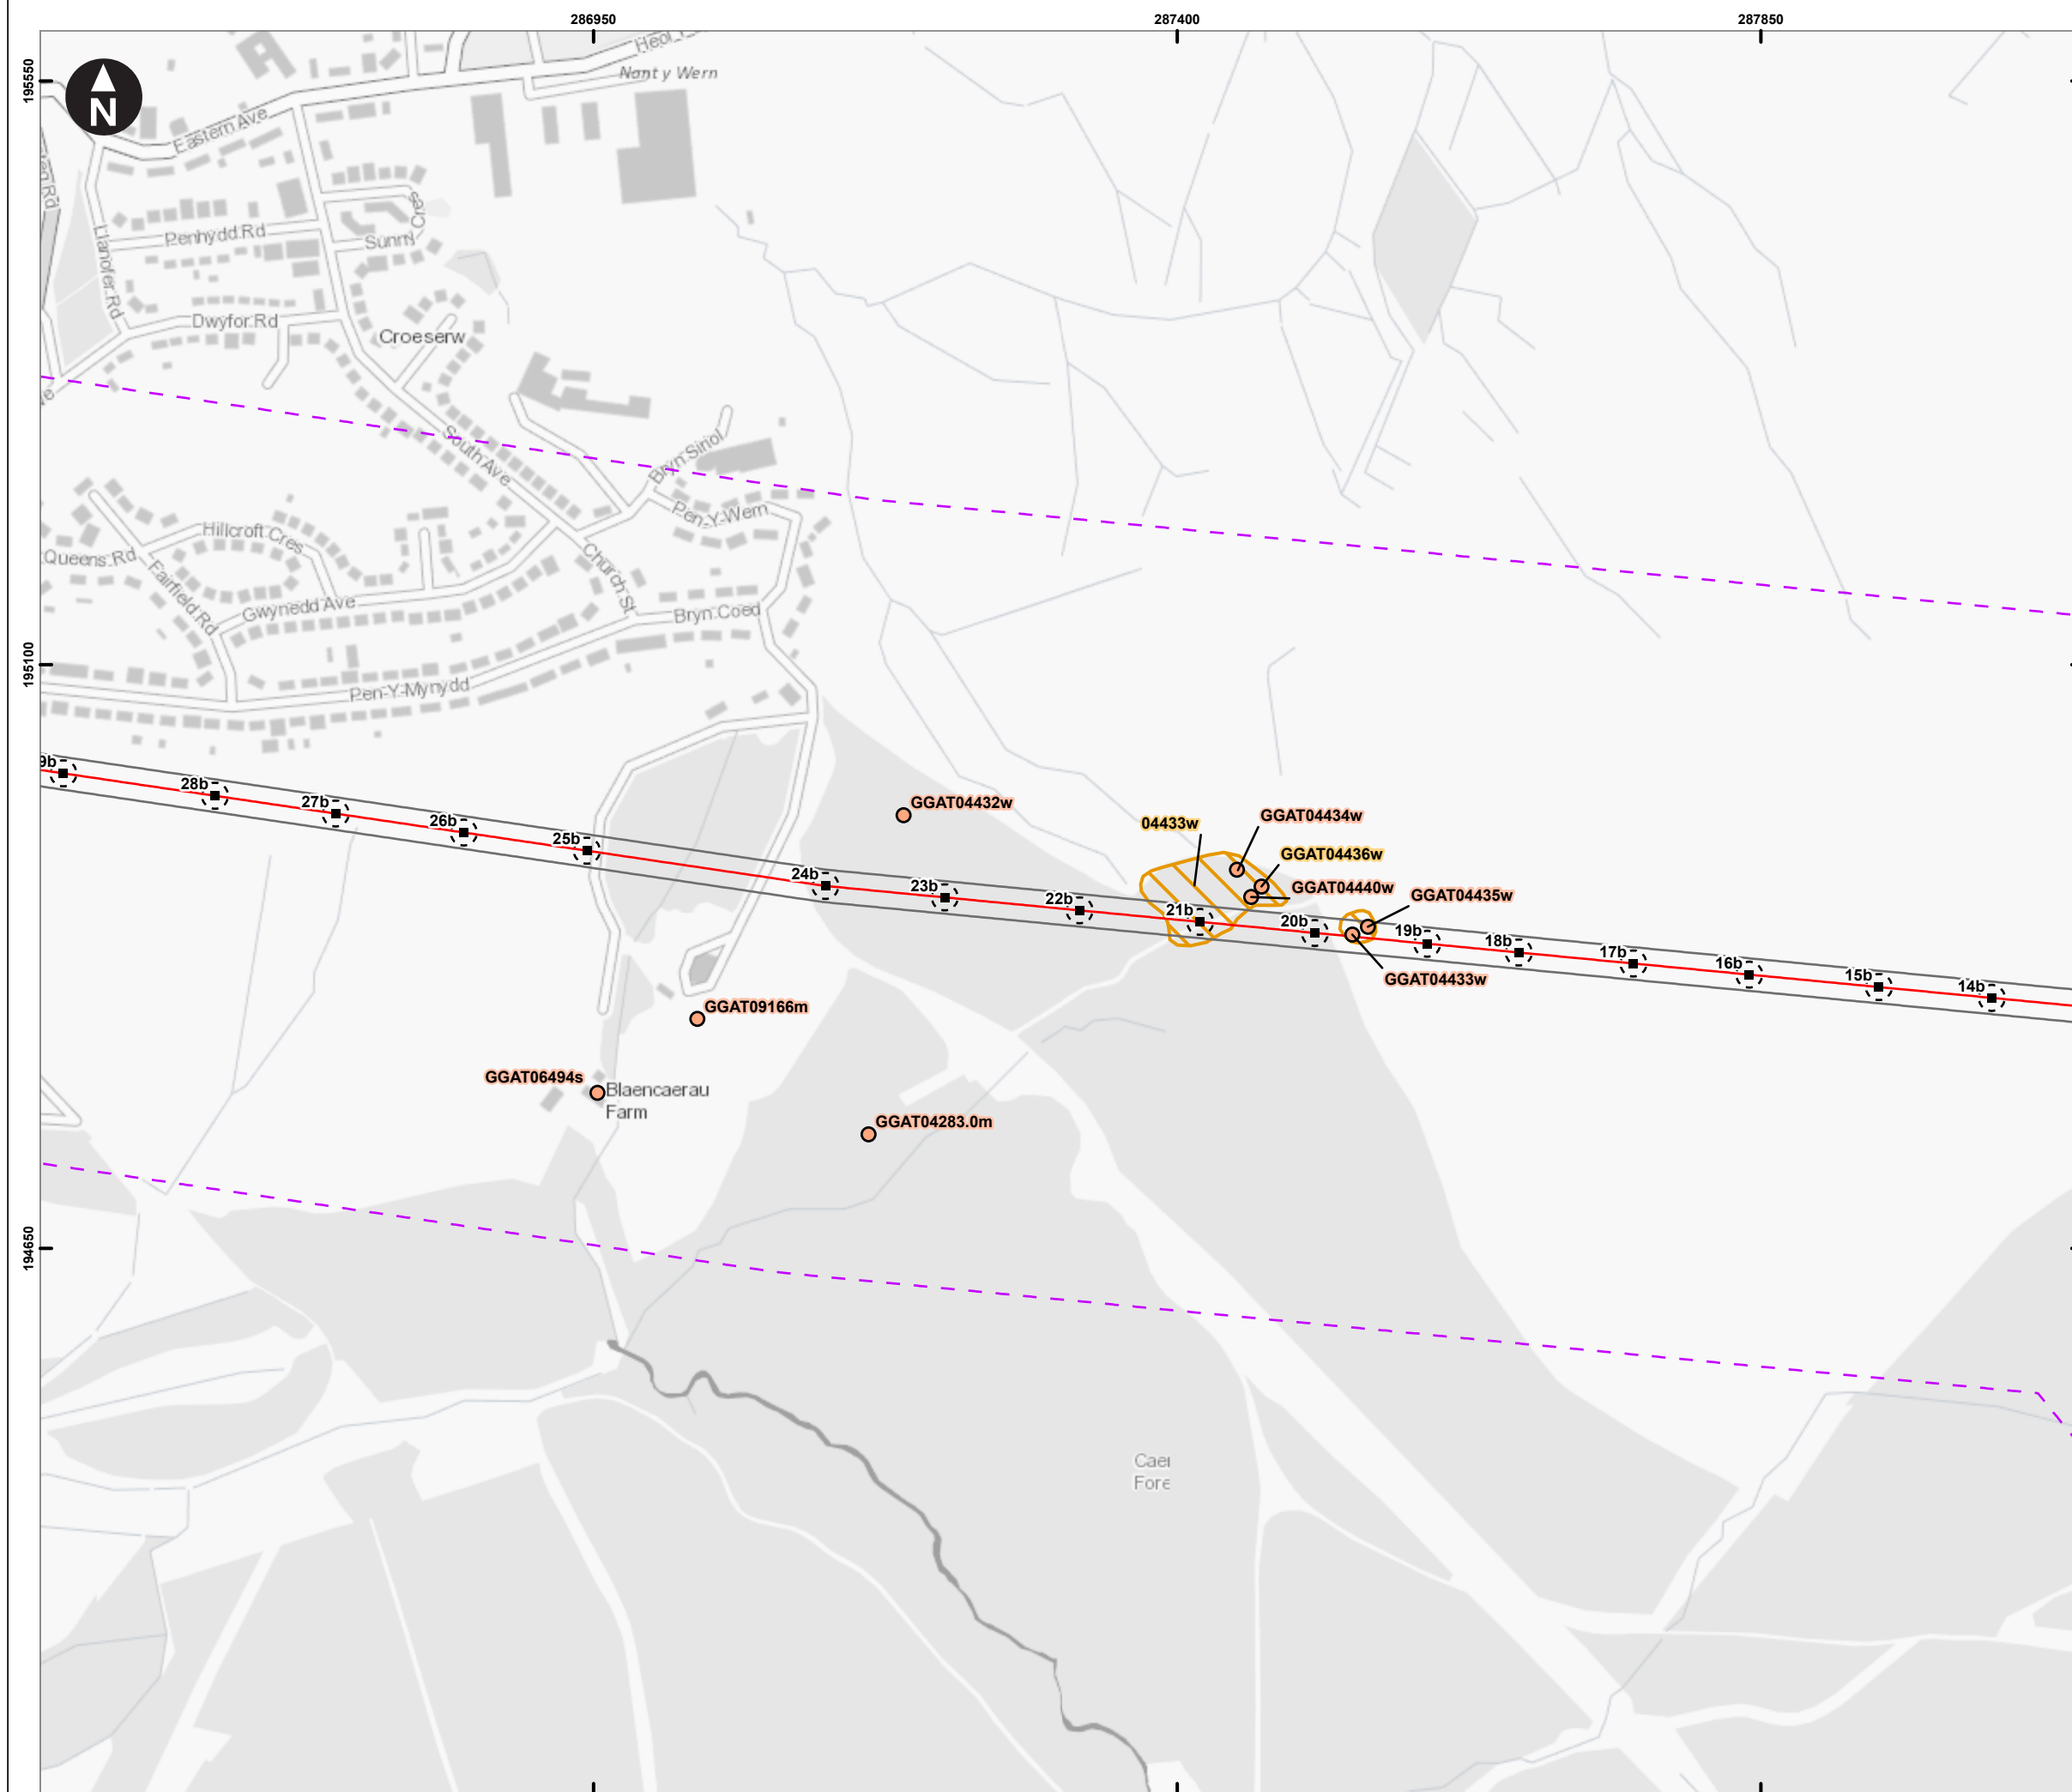 286950
287400
287850
195550
195100
194650
N
Nant y Wern
Eastern Ave
Penhydd Rd
Cres
Sunni
Llanofer Rd
Dwyfor Rd
Croeserw
South Ave
Bryn Siriol
Pen-Y-Wern
Hillcroft Cres
Queens Rd
Fairfield Rd
Gwynedd Ave
Church St
Bryn Coed
Pen-Y-Mynydd
9b
28b
27b
26b
25b
24b
23b
22b
21b
20b
19b
18b
17b
16b
15b
14b
GGAT04432w
04433w
GGAT04434w
GGAT04436w
GGAT04440w
GGAT04435w
GGAT04433w
GGAT09166m
GGAT06494s
Blaencaerau
Farm
GGAT04283.0m
Caer
Fore